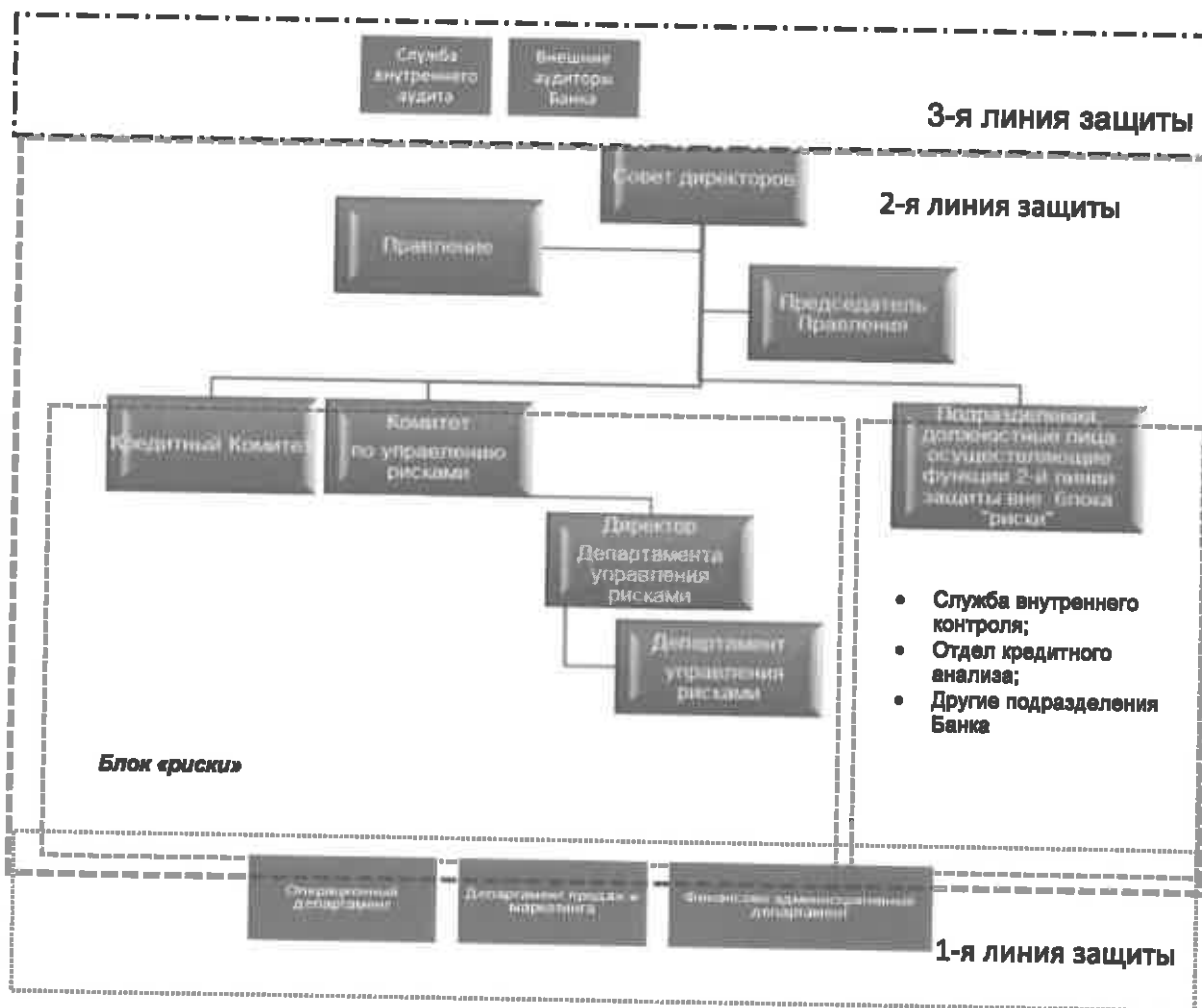 Служба
внутреннего
аудита
Внешние
аудиторы
Банка
3-я линия защиты
Совет директоров
2-я линия защиты
Правление
Председатель
Правления
Кредитный Комитет
Комитет
по управлению
рисками
Подразделения,
должностные лица
осуществляющие
функции 2-й линии
защиты вне блока
"риски"
Директор
Департамента
управления
рисками
Департамент
управления
рисками
• Служба внутреннего
контроля;
• Отдел кредитного
анализа;
• Другие подразделения
Банка
Блок «риски»
Операционный
департамент
Департамент продаж и
маркетинга
Финансово административный
департамент
1-я линия защиты